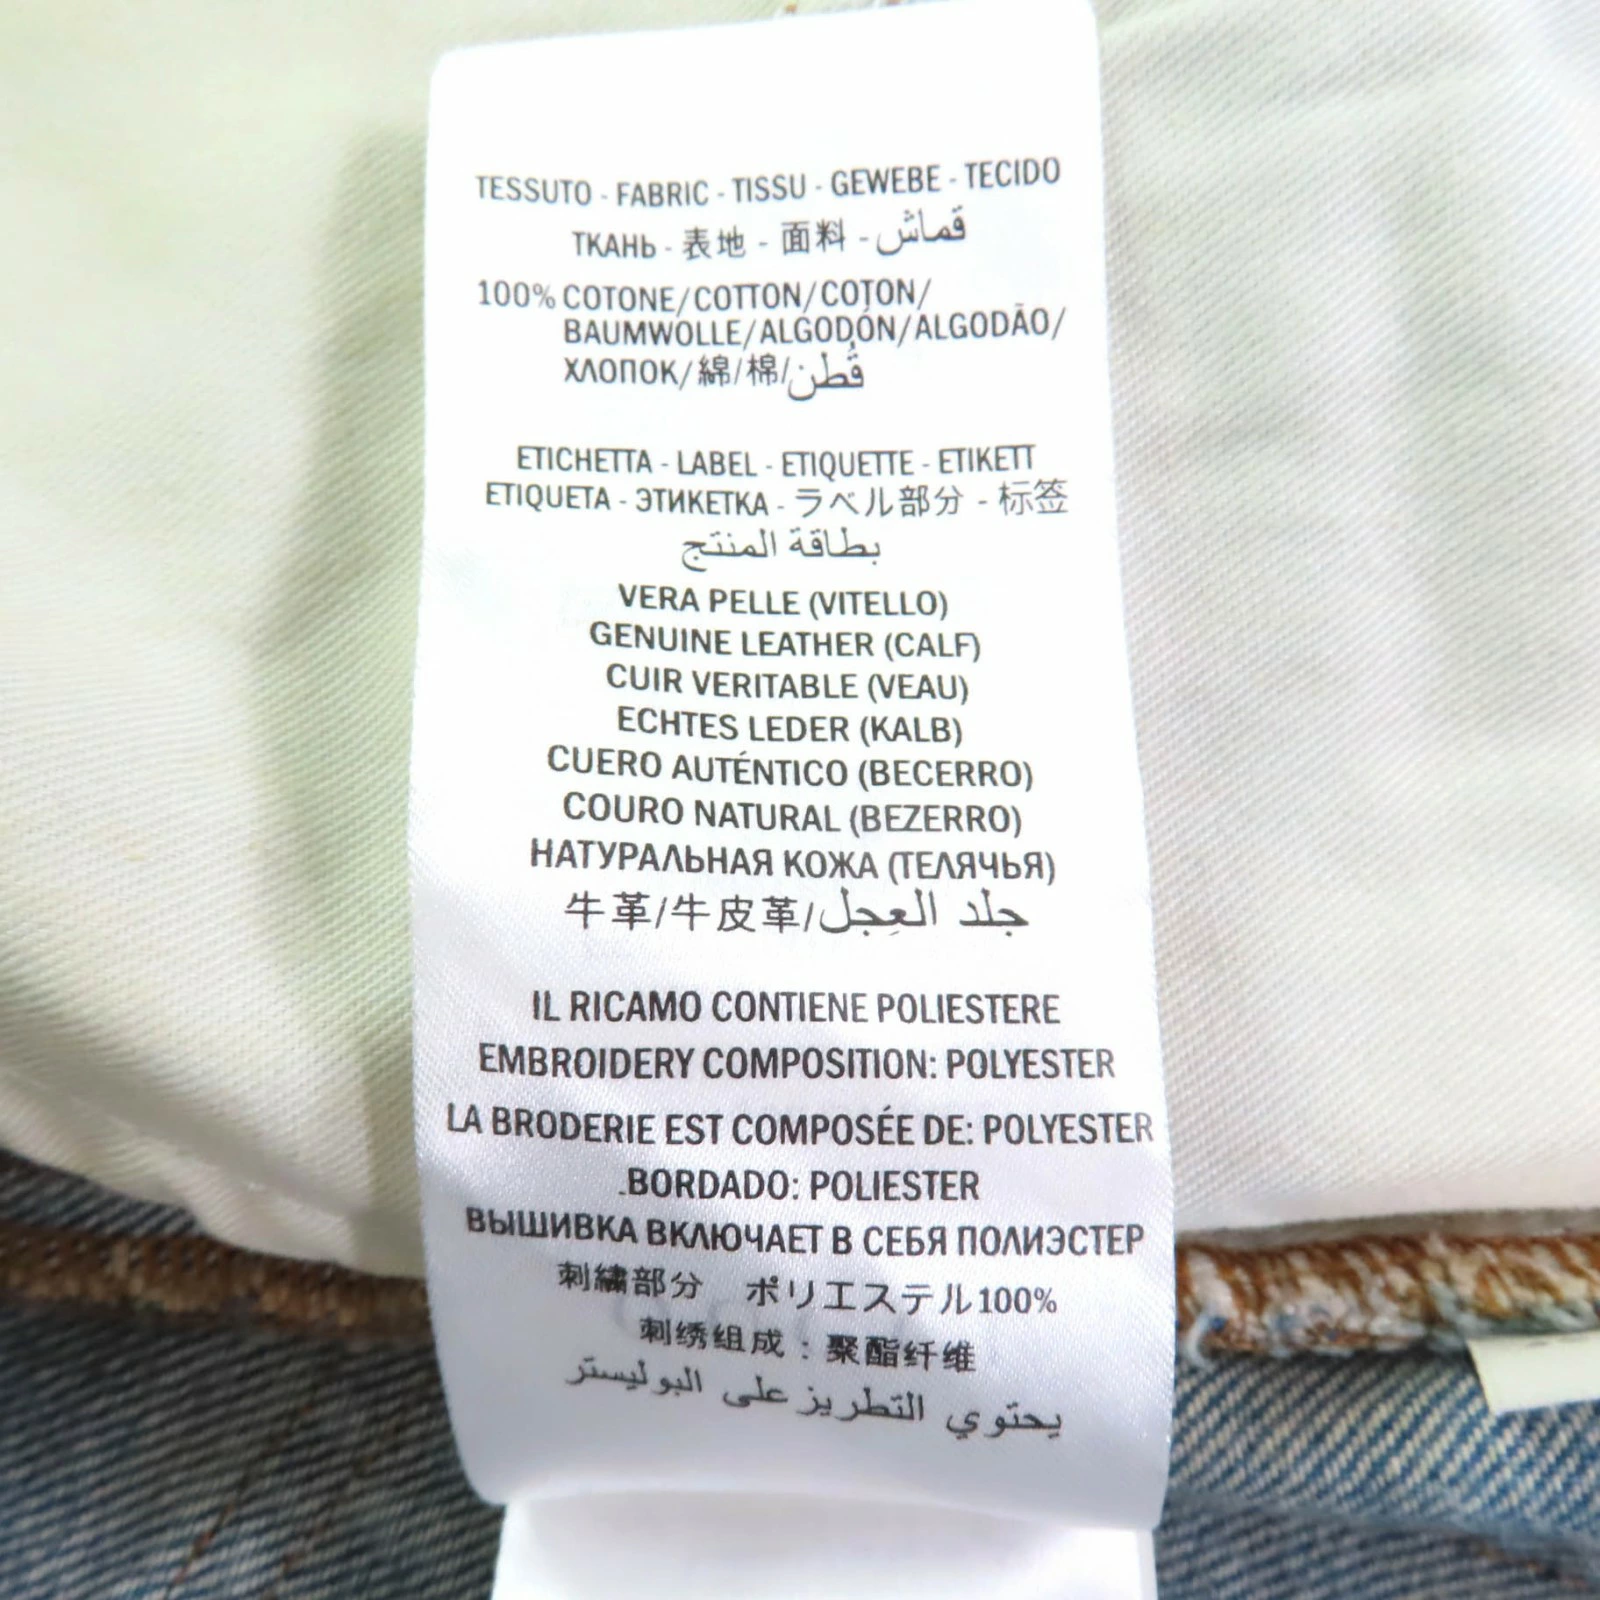 TESSUTO - FABRIC - TISSU - GEWEBE - TECIDO
ТКАНЬ - 表地 - 面料 - قماش
100% COTONE/COTTON/COTON/
BAUMWOLLE/ALGODÓN/ALGODÃO/
ХЛОПОК/綿/棉/قُطن
ETICHETTA - LABEL - ETIQUETTE - ETIKETT
ETIQUETA - ЭТИКЕТКА - ラベル部分 - 标签
بطاقة المنتج
VERA PELLE (VITELLO)
GENUINE LEATHER (CALF)
CUIR VERITABLE (VEAU)
ECHTES LEDER (KALB)
CUERO AUTÉNTICO (BECERRO)
COURO NATURAL (BEZERRO)
НАТУРАЛЬНАЯ КОЖА (ТЕЛЯЧЬЯ)
牛革/牛皮革/جلد العِجل
IL RICAMO CONTIENE POLIESTERE
EMBROIDERY COMPOSITION: POLYESTER
LA BRODERIE EST COMPOSÉE DE: POLYESTER
.BORDADO: POLIESTER
ВЫШИВКА ВКЛЮЧАЕТ В СЕБЯ ПОЛИЭСТЕР
刺繍部分 ポリエステル100%
刺绣组成：聚酯纤维
يحتوي التطريز على البوليستر